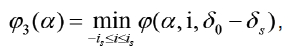 φ₃(α) = min φ(α, i, δ₀ − δₛ),
−iₛ≤i≤iₛ